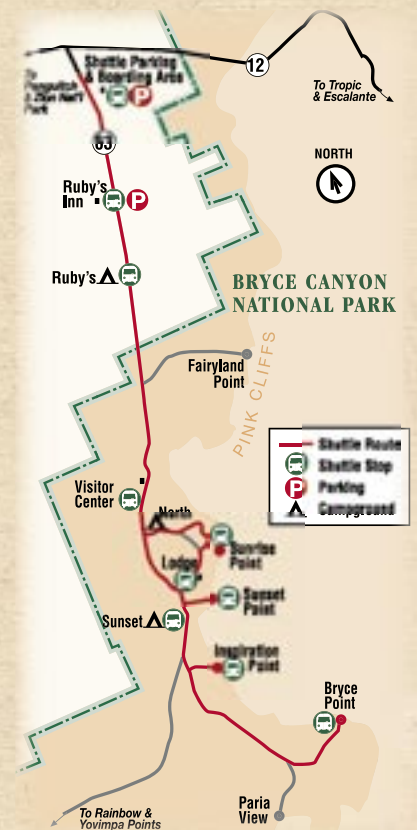 12
Shuttle Parking
& Boarding Area
P
To
Panguitch
& Zion Nat'l
Park
To Tropic
& Escalante
63
NORTH
Ruby's
Inn
P
Ruby's
BRYCE CANYON
NATIONAL PARK
PINK CLIFFS
Fairyland
Point
Shuttle Route
Shuttle Stop
P Parking
Campground
Visitor
Center
North
Sunrise
Point
Lodge
Sunset
Point
Sunset
Inspiration
Point
Bryce
Point
Paria
View
To Rainbow &
Yovimpa Points